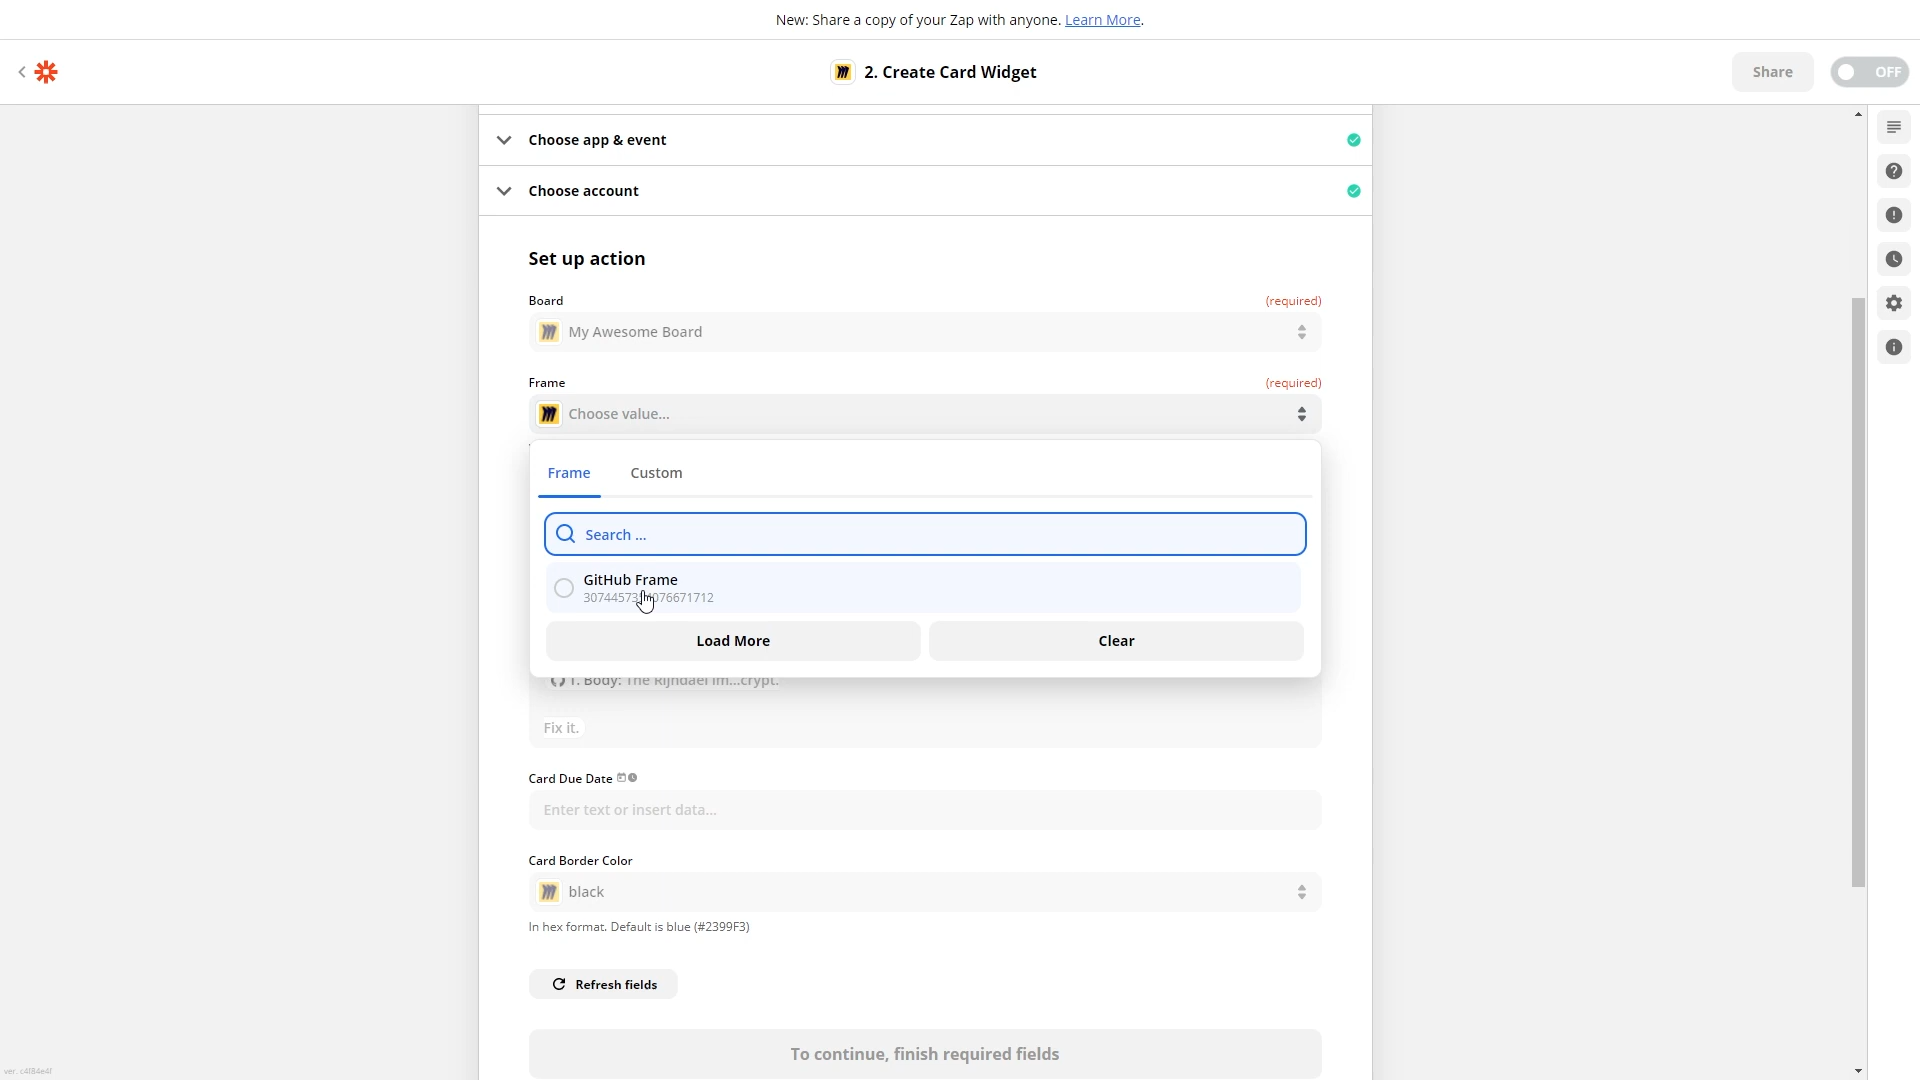 New: Share a copy of your Zap with anyone. Learn More.
2. Create Card Widget
Share
OFF
Choose app & event
Choose account
Set up action
Board
(required)
My Awesome Board
Frame
(required)
Choose value...
Frame
Custom
Search ...
GitHub Frame
Load More
Clear
1. Body: The Rijndael im...crypt.
Fix it.
Card Due Date
Enter text or insert data...
Card Border Color
black
In hex format. Default is blue (#2399F3)
Refresh fields
To continue, finish required fields
ver. c4f84e4f